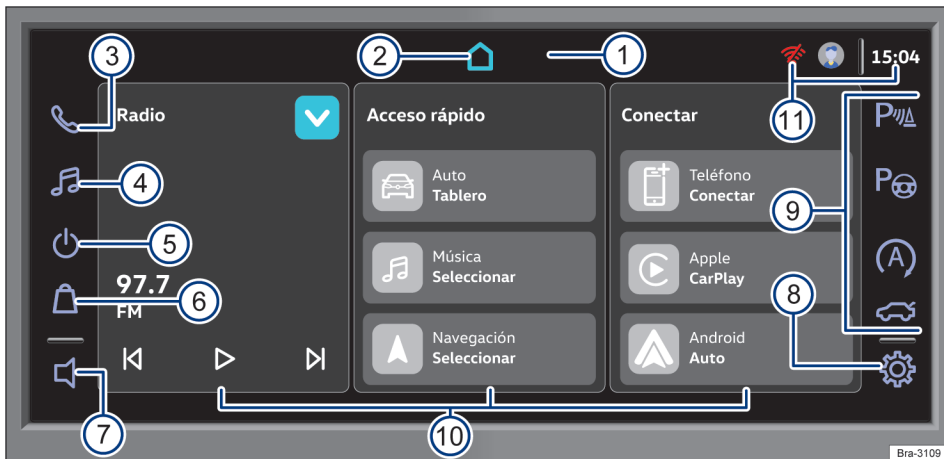 1
2
3
15:04
11
Radio
Acceso rápido
Conectar
P
4
Auto
Tablero
Teléfono
Conectar
P
9
5
Música
Seleccionar
Apple
CarPlay
A
97.7
FM
6
8
Navegación
Seleccionar
Android
Auto
7
10
Bra-3109